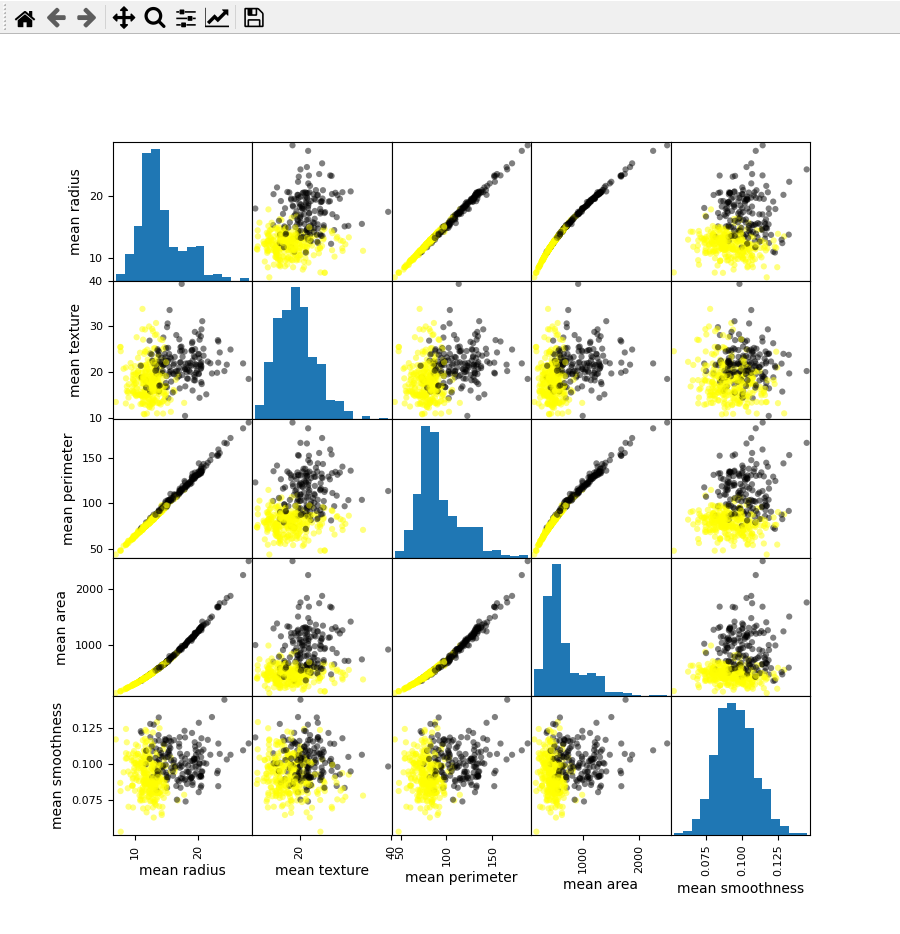 mean radius
20
10
40
mean texture
30
20
10
mean perimeter
150
100
50
mean area
2000
1000
mean smoothness
0.125
0.100
0.075
10 20 20 40 50 100 150 1000 2000 0.075 0.100 0.125
mean radius mean texture mean perimeter mean area mean smoothness